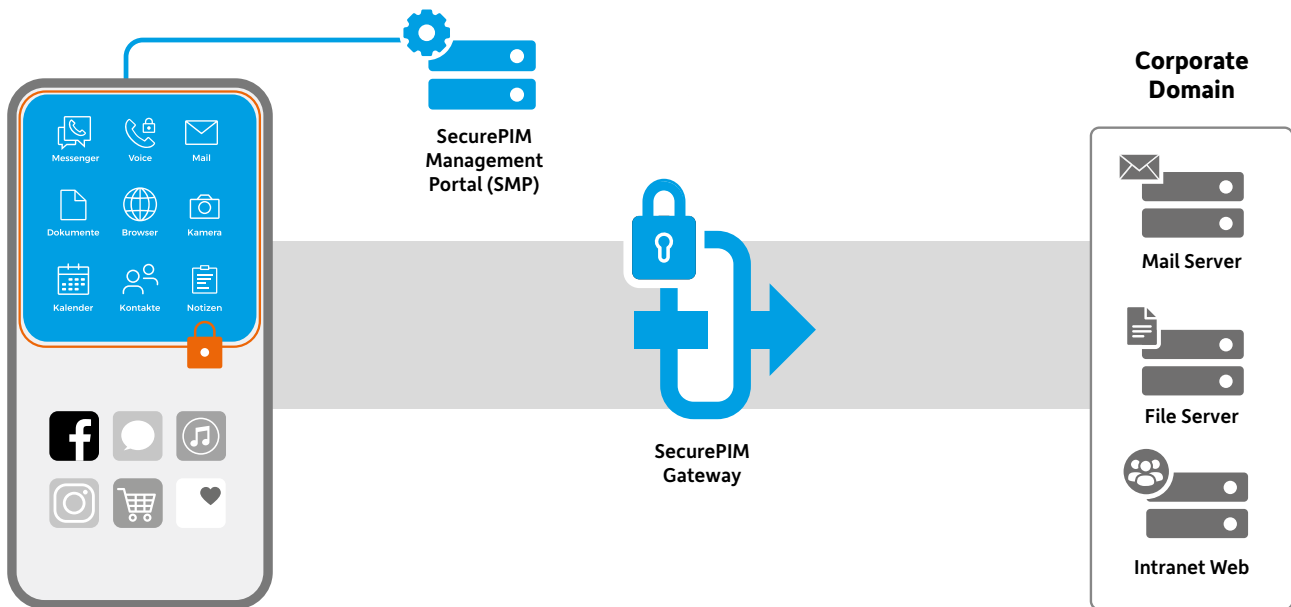 Messenger
Voice
Mail
Dokumente
Browser
Kamera
Kalender
Kontakte
Notizen
SecurePIM
Management
Portal (SMP)
SecurePIM
Gateway
Corporate
Domain
Mail Server
File Server
Intranet Web